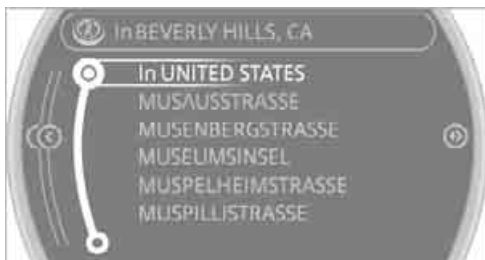 In BEVERLY HILLS, CA
In UNITED STATES
MUSAUSSTRASSE
MUSENBERGSTRASSE
MUSEUMSINSEL
MUSPELHEIMSTRASSE
MUSPILLISTRASSE